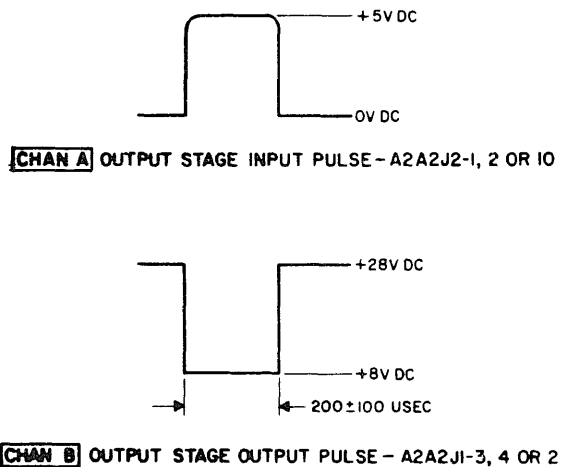 +5V DC
0V DC
CHAN A OUTPUT STAGE INPUT PULSE - A2A2J2-1, 2 OR 10
+28V DC
+8V DC
200±100 USEC
CHAN B OUTPUT STAGE OUTPUT PULSE - A2A2J1-3, 4 OR 2